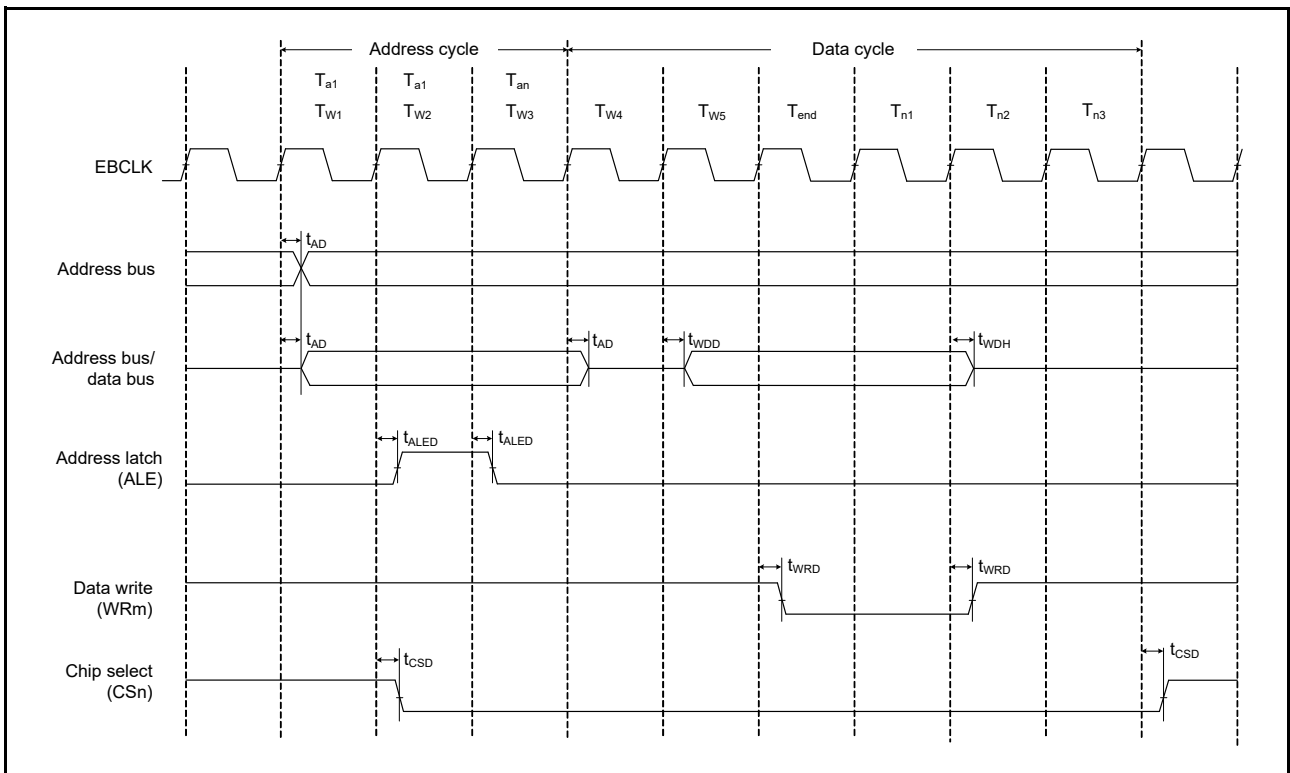 Address cycle Data cycle
Ta1 Ta1 Tan
TW1 TW2 TW3 TW4 TW5 Tend Tn1 Tn2 Tn3
EBCLK
tAD
Address bus
tAD tAD tWDD tWDH
Address bus/
data bus
tALED tALED
Address latch
(ALE)
tWRD tWRD
Data write
(WRm)
tCSD tCSD
Chip select
(CSn)